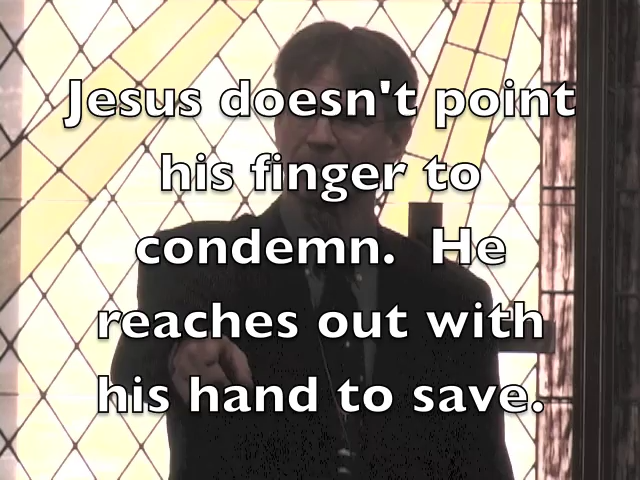 Jesus doesn't point
his finger to
condemn. He
reaches out with
his hand to save.